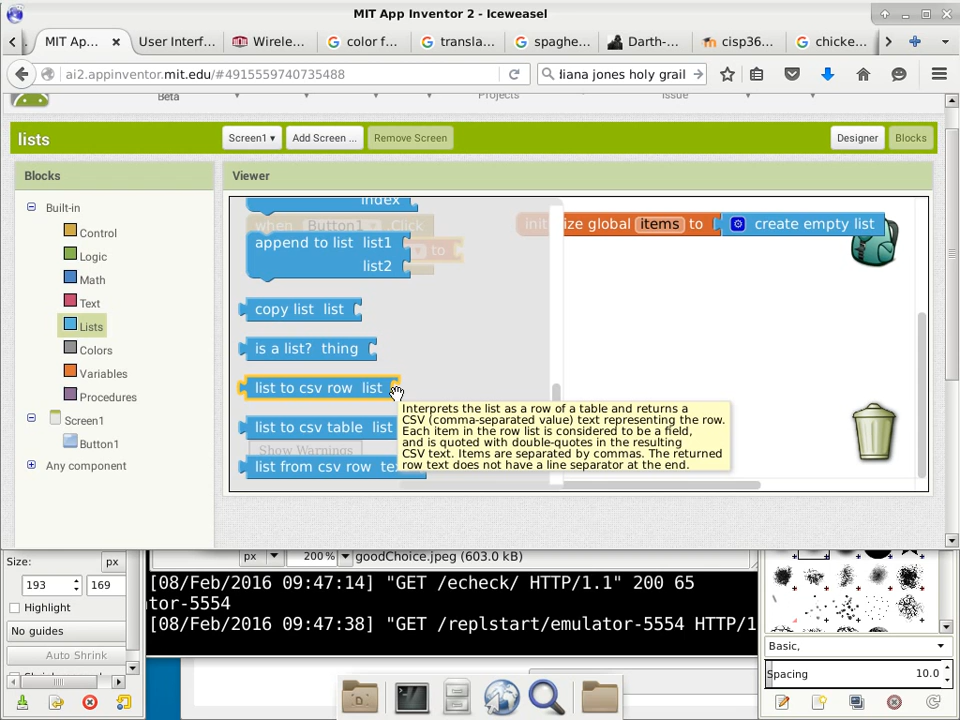 MIT App Inventor 2 - Iceweasel
MIT Ap...
User Interf...
Wirele...
color f...
transla...
spaghe...
Darth-...
cisp36...
chicke...
ai2.appinventor.mit.edu/#4915559740735488
liana jones holy grail
Beta
Projects
Issue
lists
Screen1
Add Screen ...
Remove Screen
Designer
Blocks
Blocks
Viewer
Built-in
Control
Logic
Math
Text
Lists
Colors
Variables
Procedures
Screen1
Button1
Any component
index
when Button1 .Click
to
append to list list1
list2
copy list list
is a list? thing
list to csv row list
list to csv table list
Show Warnings
list from csv row te
initialize global items to
create empty list
Interprets the list as a row of a table and returns a
CSV (comma-separated value) text representing the row.
Each item in the row list is considered to be a field,
and is quoted with double-quotes in the resulting
CSV text. Items are separated by commas. The returned
row text does not have a line separator at the end.
Size:
px
193
169
Highlight
No guides
Auto Shrink
px
200%
goodChoice.jpeg (603.0 kB)
[08/Feb/2016 09:47:14] "GET /echeck/ HTTP/1.1" 200 65
tor-5554
[08/Feb/2016 09:47:38] "GET /replstart/emulator-5554 HTTP/1
Basic,
Spacing
10.0